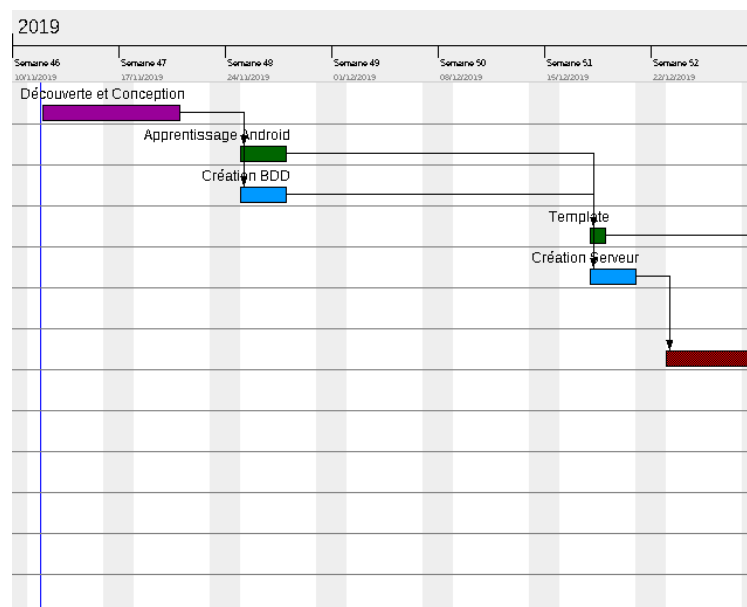 2019
Semaine 46
Semaine 47
Semaine 48
Semaine 49
Semaine 50
Semaine 51
Semaine 52
10/11/2019
17/11/2019
24/11/2019
01/12/2019
08/12/2019
15/12/2019
22/12/2019
Découverte et Conception
Apprentissage Android
Création BDD
Template
Création Serveur